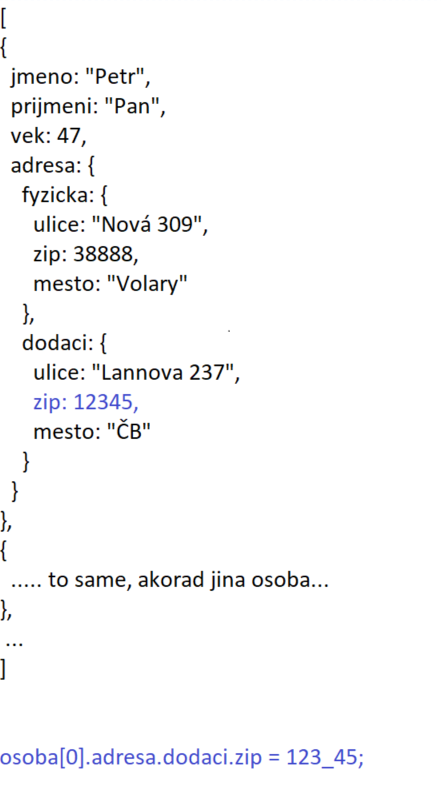 [
{
jmeno: "Petr",
prijmeni: "Pan",
vek: 47,
adresa: {
fyzicka: {
ulice: "Nová 309",
zip: 38888,
mesto: "Volary"
},
dodaci: {
ulice: "Lannova 237",
zip: 12345,
mesto: "ČB"
}
}
},
{
..... to same, akorad jina osoba...
},
...
]
osoba[0].adresa.dodaci.zip = 123_45;